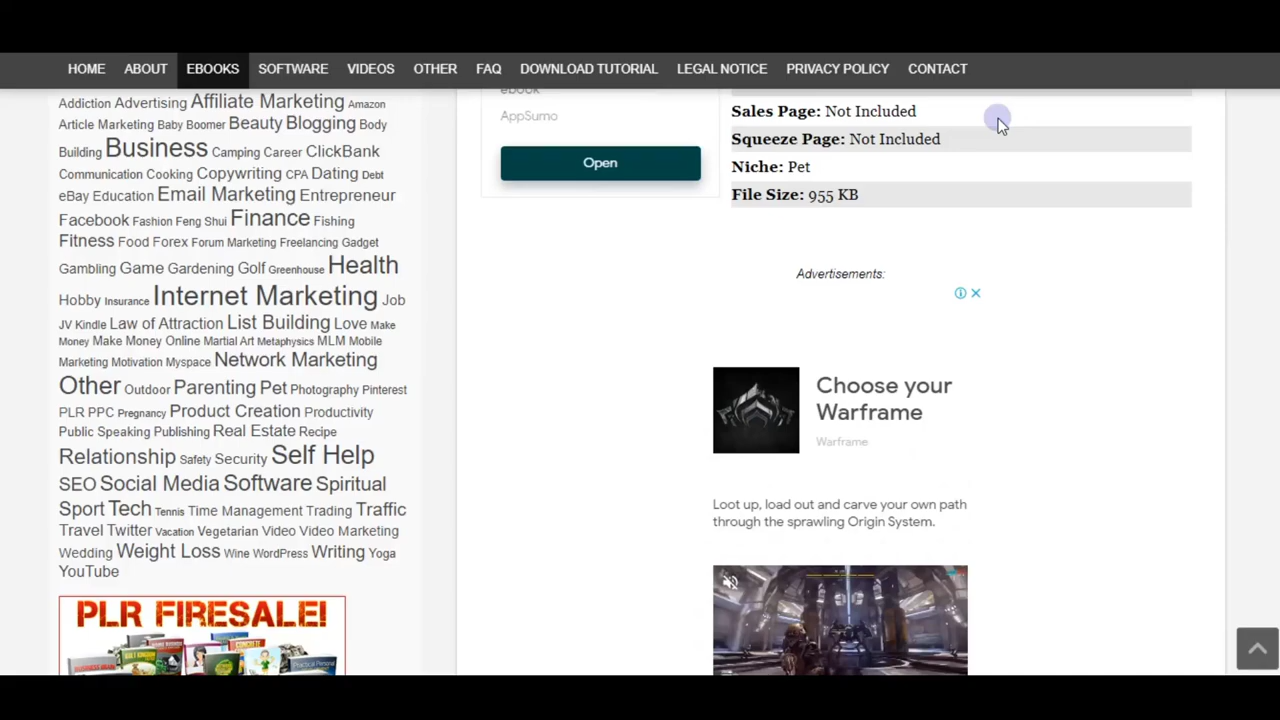 HOME ABOUT EBOOKS SOFTWARE VIDEOS OTHER FAQ DOWNLOAD TUTORIAL LEGAL NOTICE PRIVACY POLICY CONTACT
Addiction Advertising Affiliate Marketing Amazon
Article Marketing Baby Boomer Beauty Blogging Body
Building Business Camping Career ClickBank
Communication Cooking Copywriting CPA Dating Debt
eBay Education Email Marketing Entrepreneur
Facebook Fashion Feng Shui Finance Fishing
Fitness Food Forex Forum Marketing Freelancing Gadget
Gambling Game Gardening Golf Greenhouse Health
Hobby Insurance Internet Marketing Job
JV Kindle Law of Attraction List Building Love Make
Money Make Money Online Martial Art Metaphysics MLM Mobile
Marketing Motivation Myspace Network Marketing
Other Outdoor Parenting Pet Photography Pinterest
PLR PPC Pregnancy Product Creation Productivity
Public Speaking Publishing Real Estate Recipe
Relationship Safety Security Self Help
SEO Social Media Software Spiritual
Sport Tech Tennis Time Management Trading Traffic
Travel Twitter Vacation Vegetarian Video Video Marketing
Wedding Weight Loss Wine WordPress Writing Yoga
YouTube
PLR FIRESALE!
ebook
AppSumo
Open
Sales Page: Not Included
Squeeze Page: Not Included
Niche: Pet
File Size: 955 KB
Advertisements:
Choose your
Warframe
Warframe
Loot up, load out and carve your own path
through the sprawling Origin System.